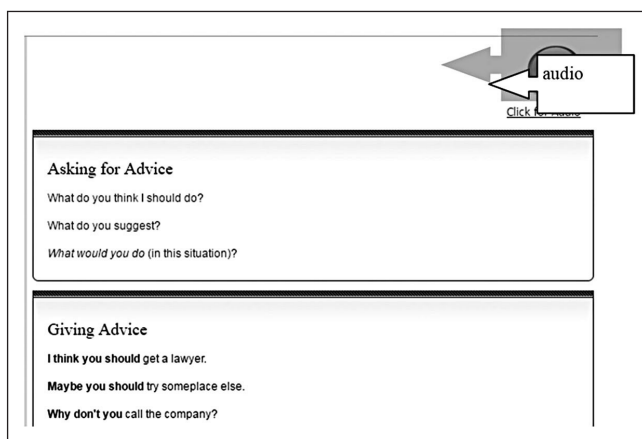 audio
Click for Audio
Asking for Advice
What do you think I should do?
What do you suggest?
What would you do (in this situation)?
Giving Advice
I think you should get a lawyer.
Maybe you should try someplace else.
Why don't you call the company?